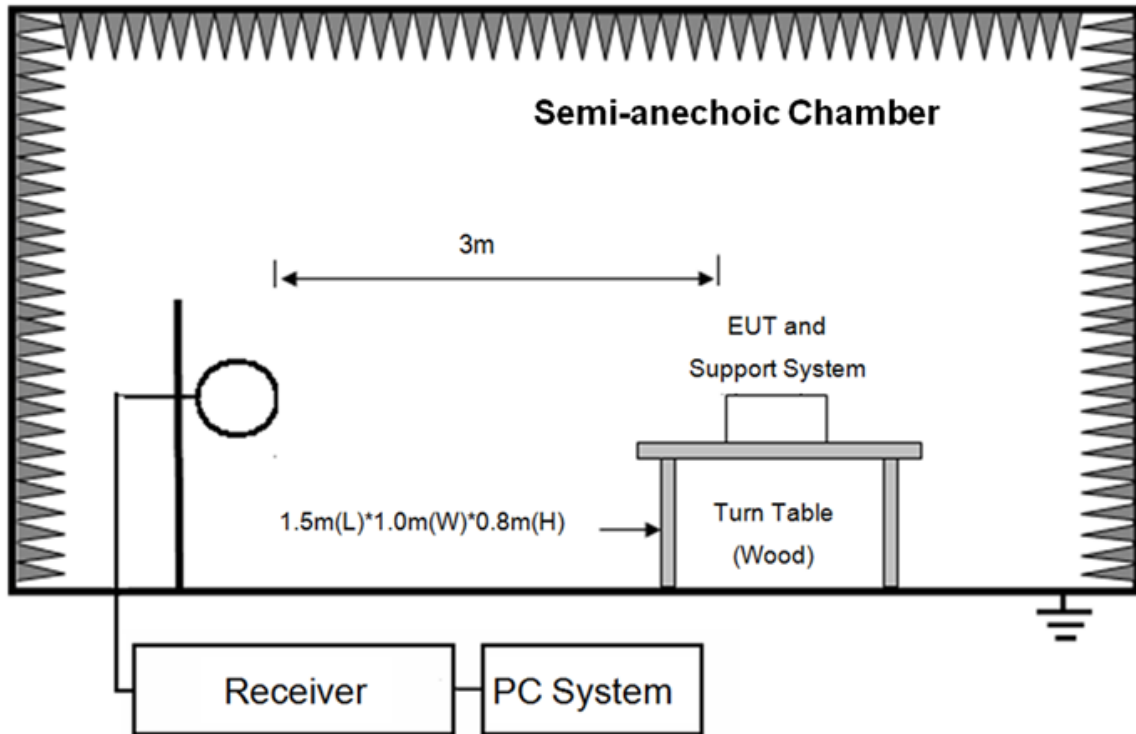 Semi-anechoic Chamber
3m
EUT and
Support System
1.5m(L)*1.0m(W)*0.8m(H)
Turn Table
(Wood)
Receiver
PC System